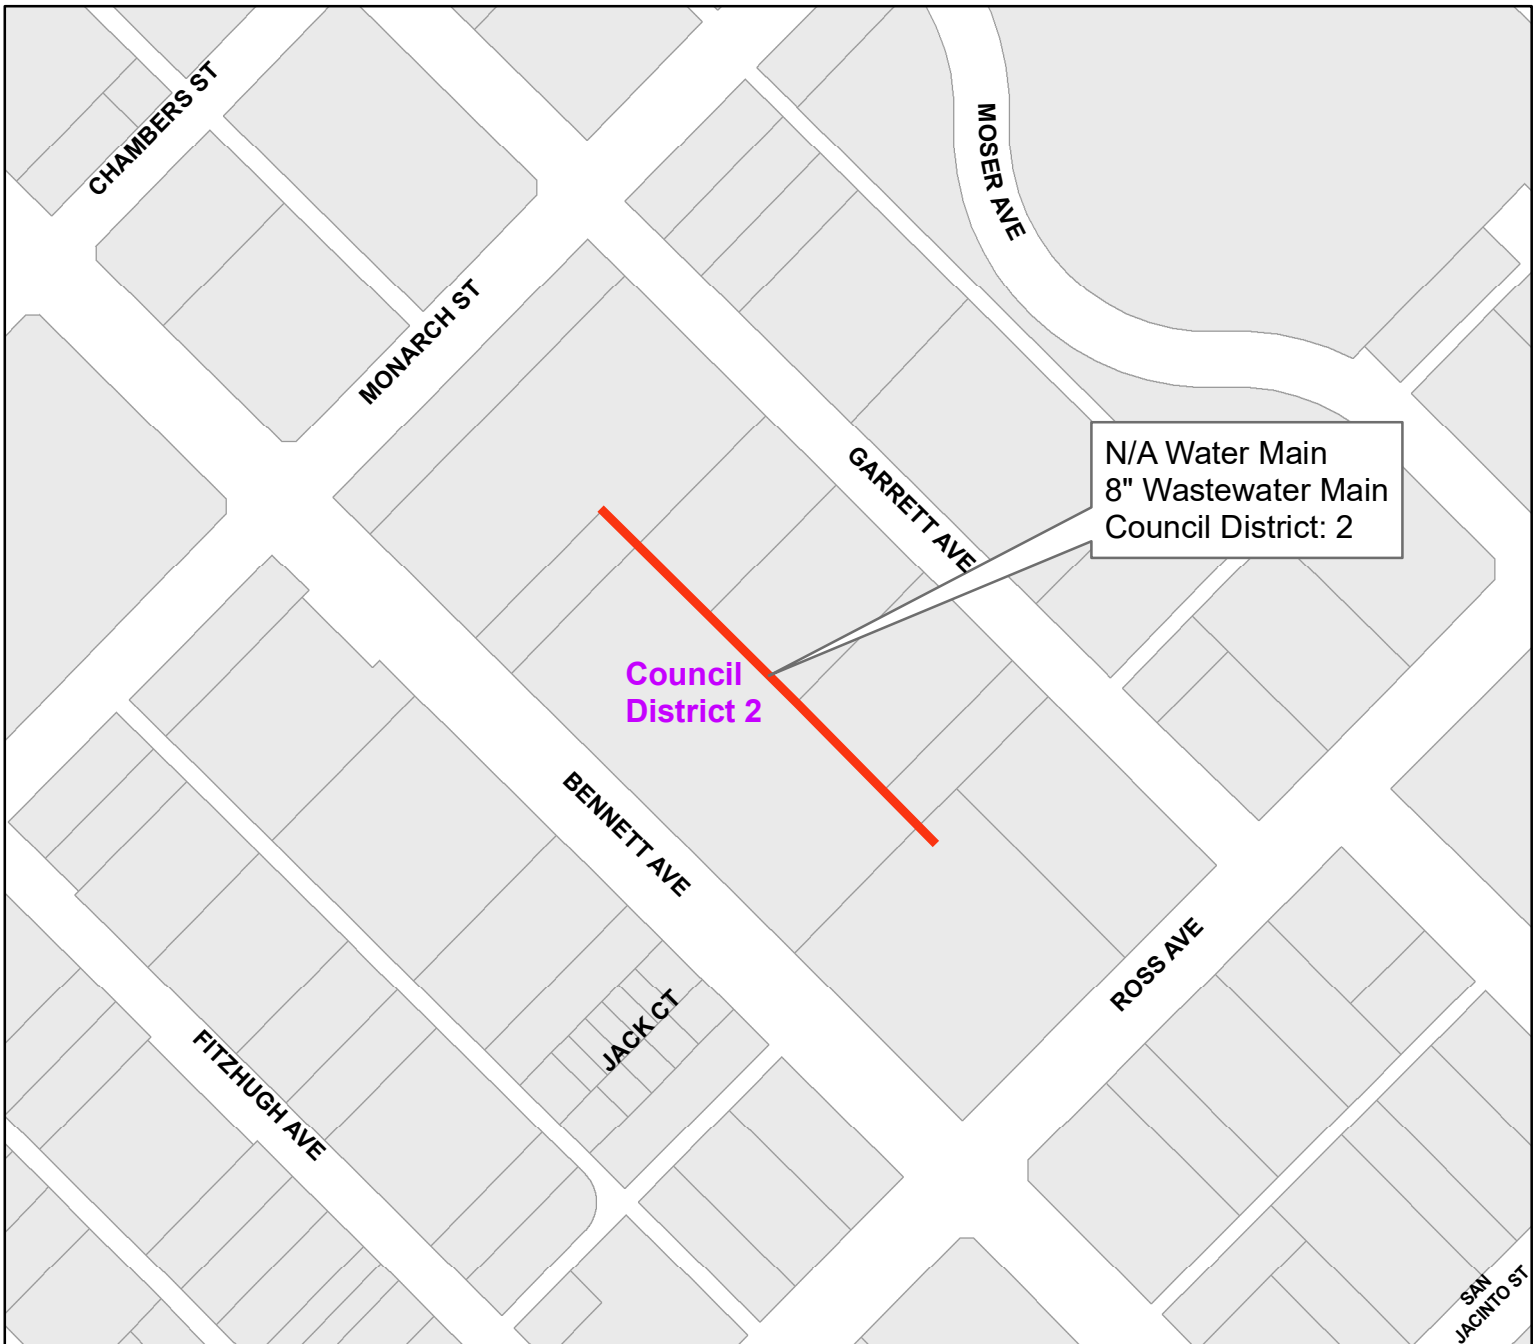 CHAMBERS ST
MOSER AVE
MONARCH ST
GARRETT AVE
N/A Water Main
8" Wastewater Main
Council District: 2
Council
District 2
BENNETT AVE
ROSS AVE
JACK CT
FITZHUGH AVE
SAN
JACINTO ST